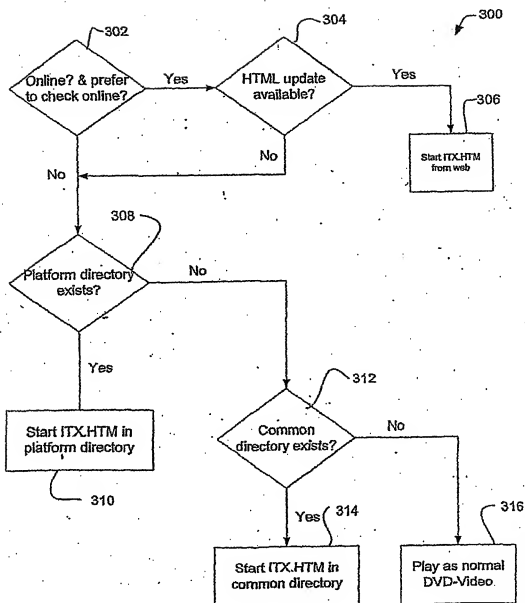 300
302
304
Online? & prefer
to check online?
Yes
HTML update
available?
Yes
306
Start ITX.HTM
from web
No
No
308
Platform directory
exists?
No
Yes
312
Start ITX.HTM in
platform directory
310
Common
directory exists?
No
Yes
314
316
Start ITX.HTM in
common directory
Play as normal
DVD-Video